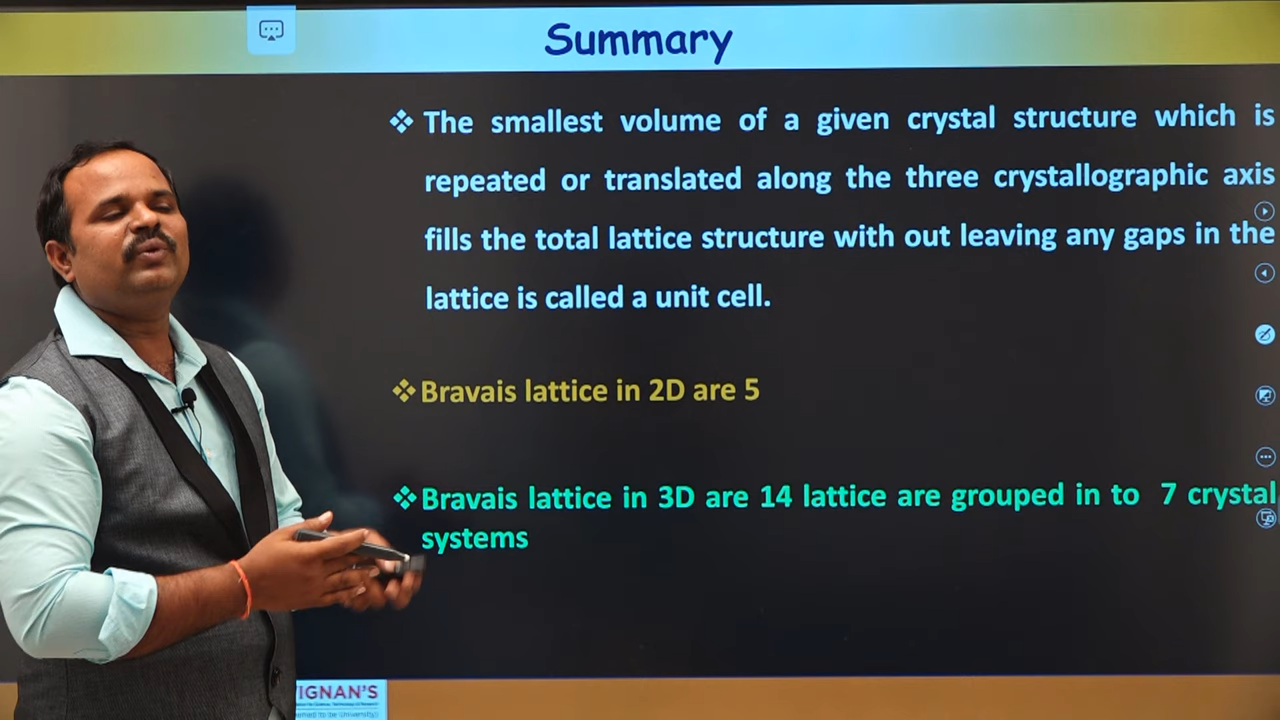 Summary
❖ The smallest volume of a given crystal structure which is
repeated or translated along the three crystallographic axis
fills the total lattice structure with out leaving any gaps in the
lattice is called a unit cell.
❖ Bravais lattice in 2D are 5
❖ Bravais lattice in 3D are 14 lattice are grouped in to 7 crystal
systems
VIGNAN'S